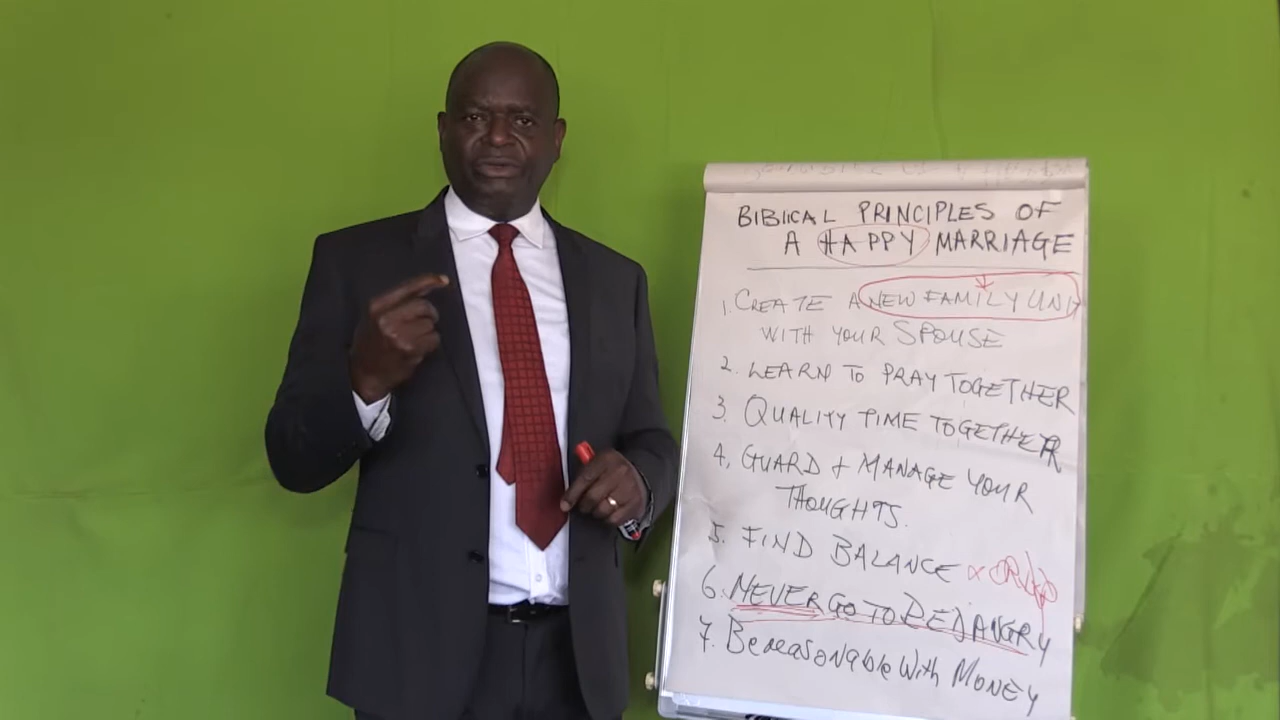 BIBLICAL PRINCIPLES OF
A HAPPY MARRIAGE
1. CREATE A NEW FAMILY UNIT
WITH YOUR SPOUSE
2. LEARN TO PRAY TOGETHER
3. QUALITY TIME TOGETHER
4, GUARD + MANAGE YOUR
THOUGHTS.
5. FIND BALANCE
6. NEVER GO TO BED ANGRY
7. Be reasonable With MONEY